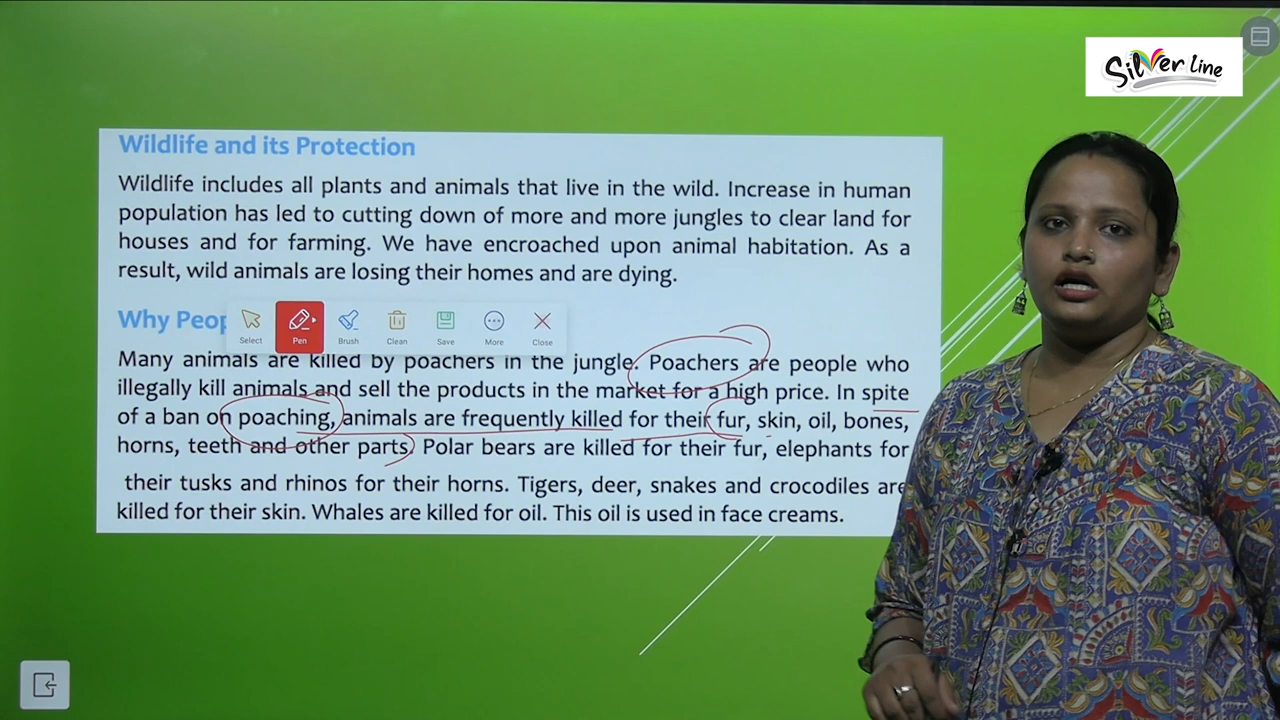 Silver Line
Wildlife and its Protection
Wildlife includes all plants and animals that live in the wild. Increase in human
population has led to cutting down of more and more jungles to clear land for
houses and for farming. We have encroached upon animal habitation. As a
result, wild animals are losing their homes and are dying.
Why Peop
Select Pen Brush Clean Save More Close
Many animals are killed by poachers in the jungle. Poachers are people who
illegally kill animals and sell the products in the market for a high price. In spite
of a ban on poaching, animals are frequently killed for their fur, skin, oil, bones,
horns, teeth and other parts. Polar bears are killed for their fur, elephants for
their tusks and rhinos for their horns. Tigers, deer, snakes and crocodiles are
killed for their skin. Whales are killed for oil. This oil is used in face creams.